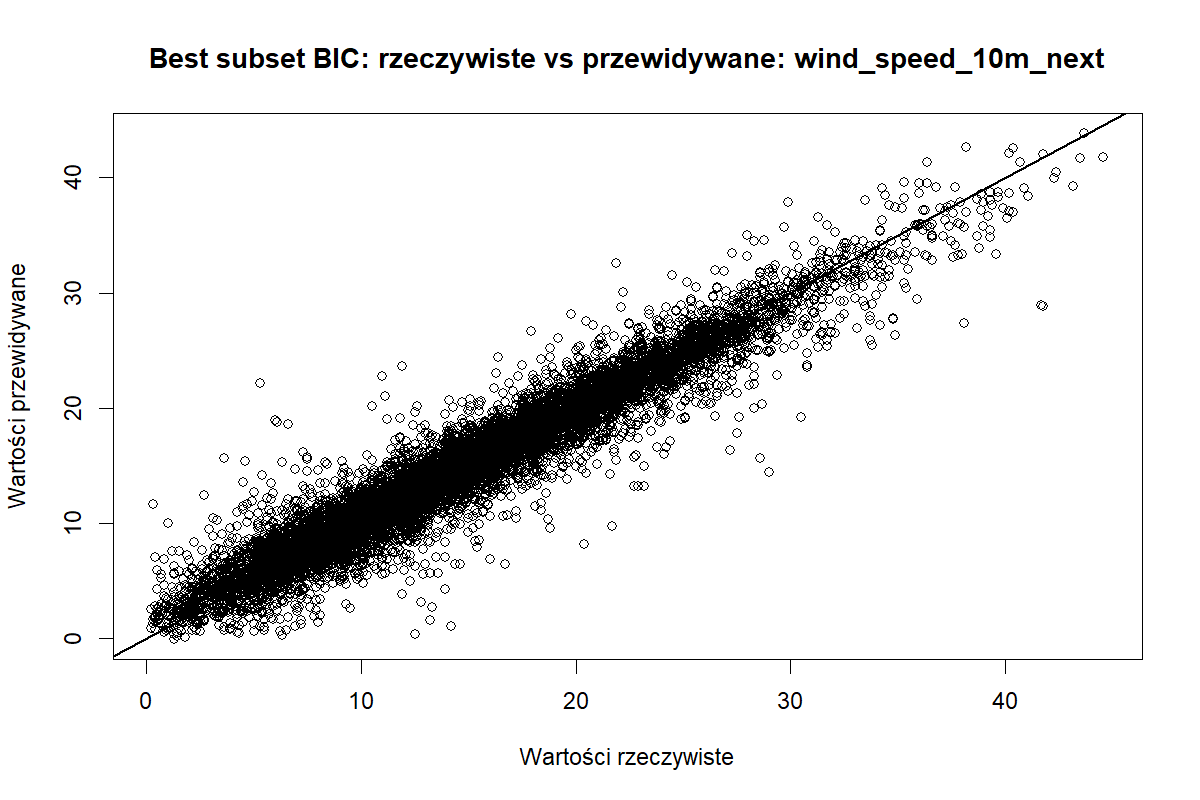 Best subset BIC: rzeczywiste vs przewidywane: wind_speed_10m_next
40
30
20
10
0
Wartości przewidywane
0 10 20 30 40
Wartości rzeczywiste